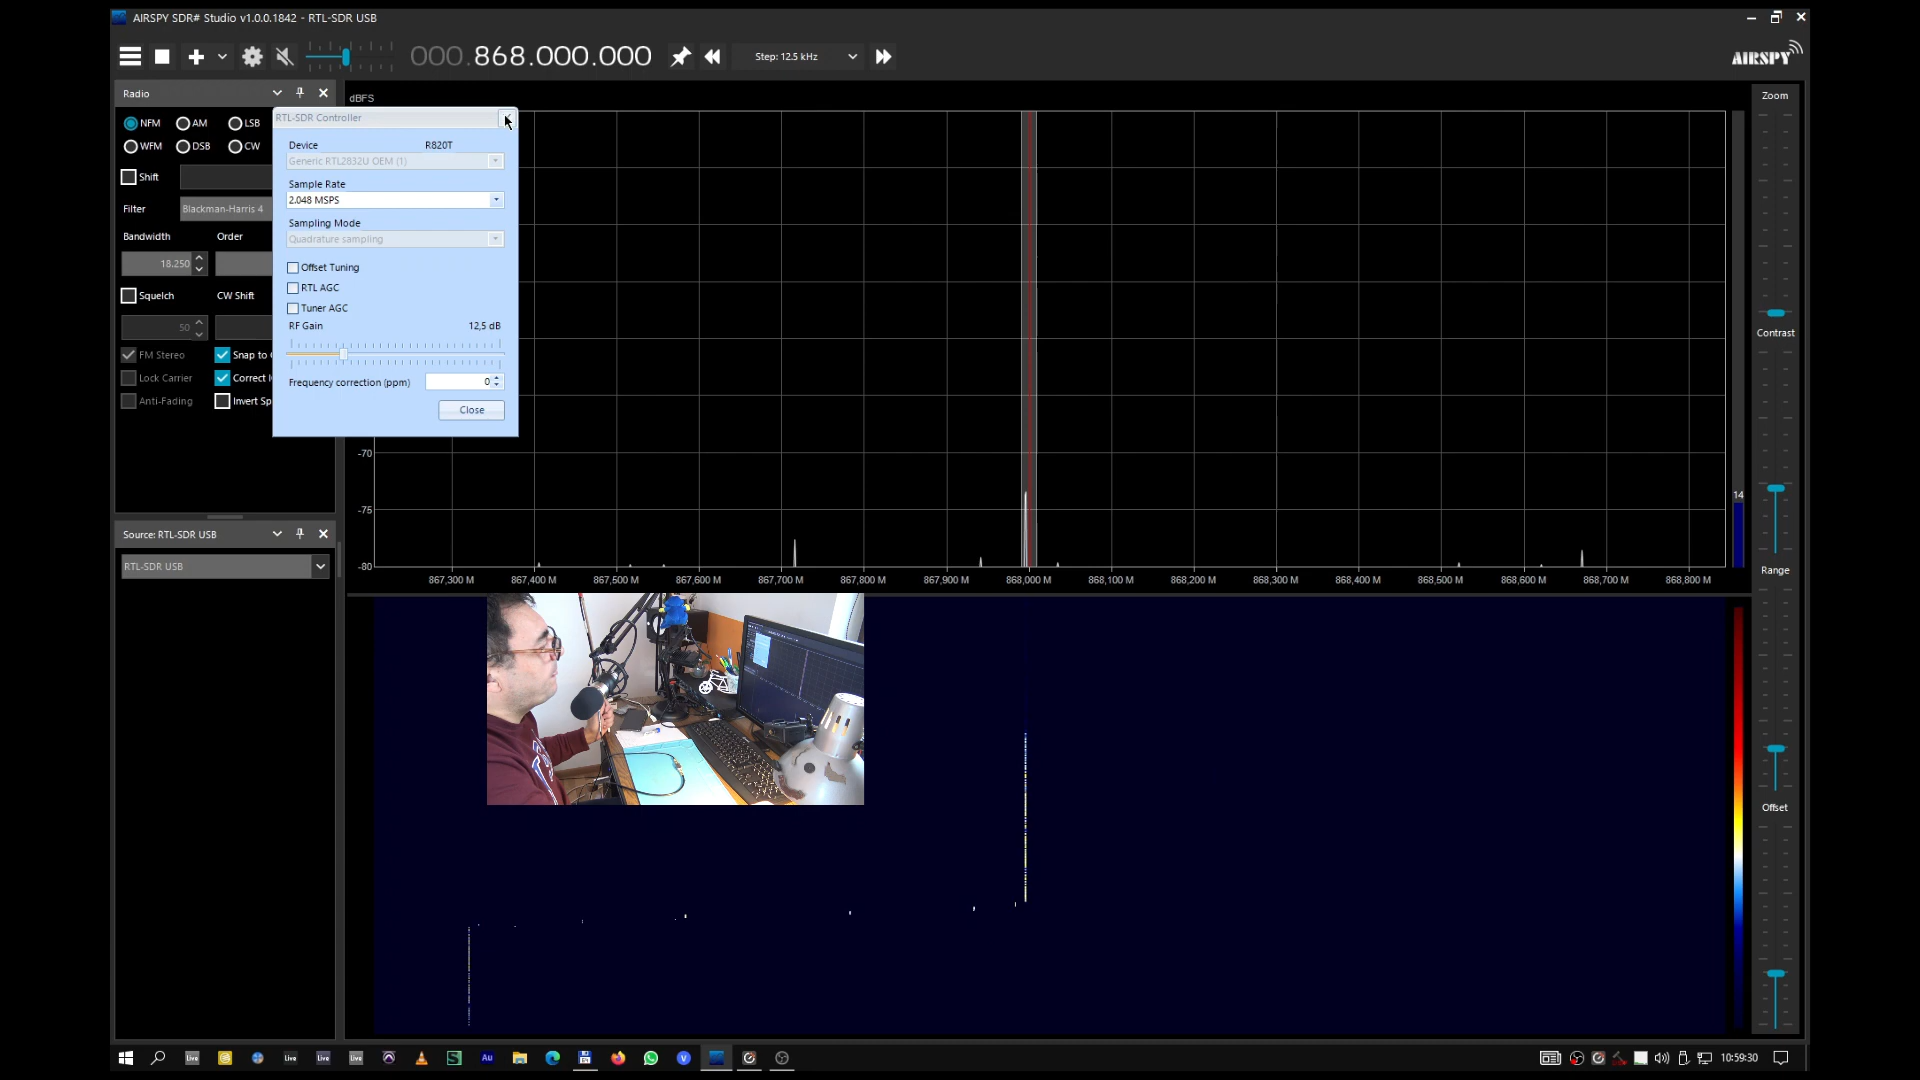 AIRSPY SDR# Studio v1.0.0.1842 - RTL-SDR USB
000.868.000.000
Step: 12.5 kHz
AIRSPY
Radio
NFM AM LSB
WFM DSB CW
Shift
Filter Blackman-Harris 4
Bandwidth Order
18.250
Squelch CW Shift
50
FM Stereo Snap to
Lock Carrier Correct
Anti-Fading Invert Sp
RTL-SDR Controller
Device R820T
Generic RTL2832U OEM (1)
Sample Rate
2.048 MSPS
Sampling Mode
Quadrature sampling
Offset Tuning
RTL AGC
Tuner AGC
RF Gain 12,5 dB
Frequency correction (ppm) 0
Close
dBFS
-70
-75
-80
867,300 M 867,400 M 867,500 M 867,600 M 867,700 M 867,800 M 867,900 M 868,000 M 868,100 M 868,200 M 868,300 M 868,400 M 868,500 M 868,600 M 868,700 M 868,800 M
14
Zoom
Contrast
Range
Offset
Source: RTL-SDR USB
RTL-SDR USB
Live
Live
Live
Live
Au
10:59:30